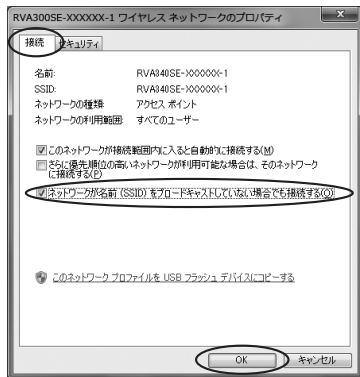 RVA300SE-XXXXXX-1 ワイヤレス ネットワークのプロパティ
接続 セキュリティ
名前: RVA340SE-XXXXXX-1
SSID: RVA340SE-XXXXXX-1
ネットワークの種類: アクセス ポイント
ネットワークの利用範囲: すべてのユーザー
このネットワークが接続範囲内に入ると自動的に接続する(M)
さらに優先順位の高いネットワークが利用可能な場合は、そのネットワーク
に接続する(P)
ネットワークが名前 (SSID) をブロードキャストしていない場合でも接続する(O)
このネットワーク プロファイルを USB フラッシュ デバイスにコピーする
OK キャンセル